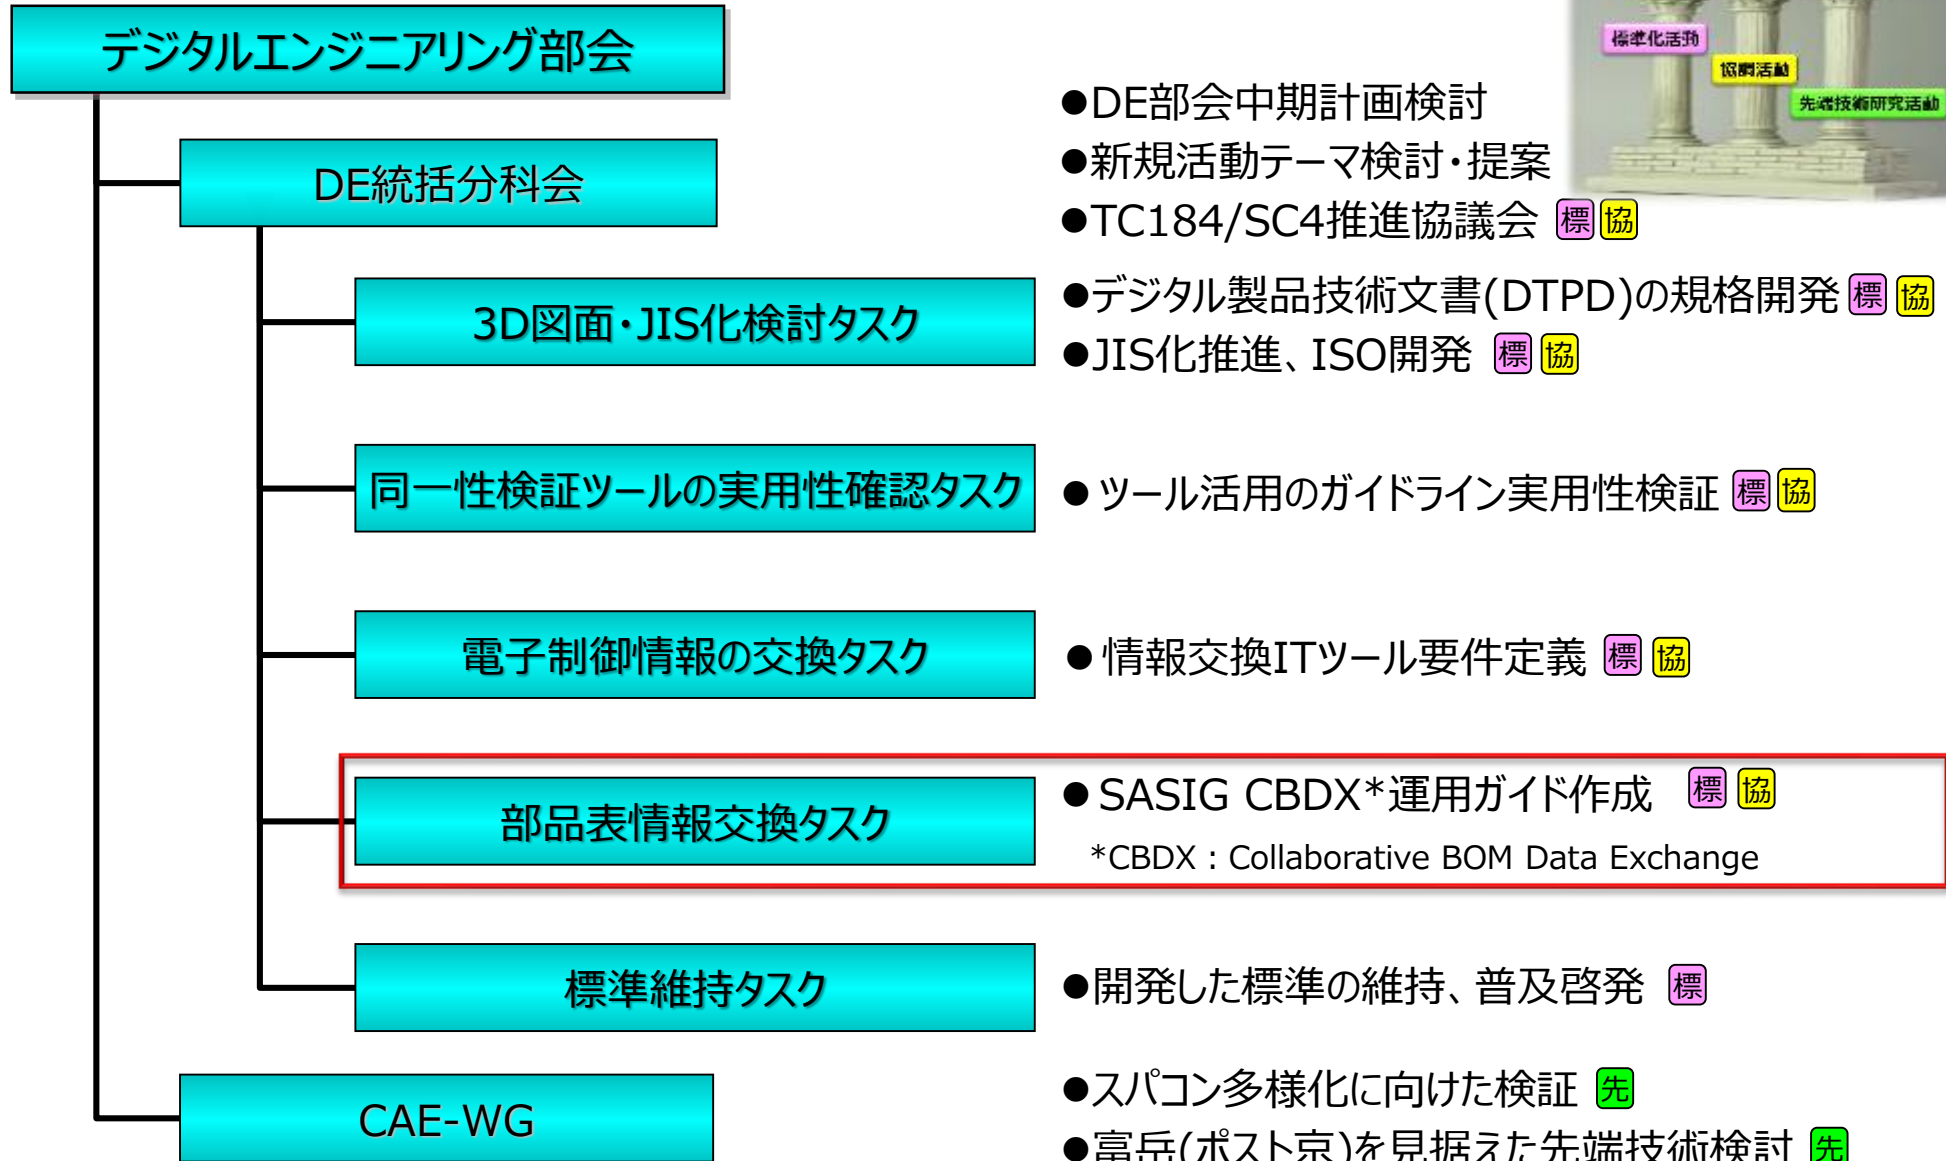 デジタルエンジニアリング部会
標準化活動
協調活動
先端技術研究活動
DE統括分科会
●DE部会中期計画検討
●新規活動テーマ検討・提案
●TC184/SC4推進協議会 標 協
3D図面・JIS化検討タスク
●デジタル製品技術文書(DTPD)の規格開発 標 協
●JIS化推進、ISO開発 標 協
同一性検証ツールの実用性確認タスク
●ツール活用のガイドライン実用性検証 標 協
電子制御情報の交換タスク
●情報交換ITツール要件定義 標 協
部品表情報交換タスク
●SASIG CBDX*運用ガイド作成 標 協
*CBDX：Collaborative BOM Data Exchange
標準維持タスク
●開発した標準の維持、普及啓発 標
CAE-WG
●スパコン多様化に向けた検証 先
●富岳(ポスト京)を見据えた先端技術検討 先